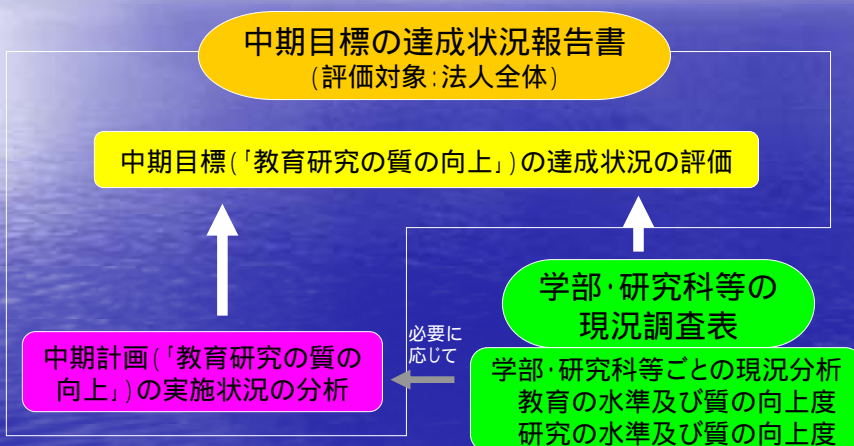 中期目標の達成状況報告書
(評価対象:法人全体)
中期目標(「教育研究の質の向上」)の達成状況の評価
学部・研究科等の
現況調査表
必要に
応じて
中期計画(「教育研究の質の
向上」)の実施状況の分析
学部・研究科等ごとの現況分析
教育の水準及び質の向上度
研究の水準及び質の向上度